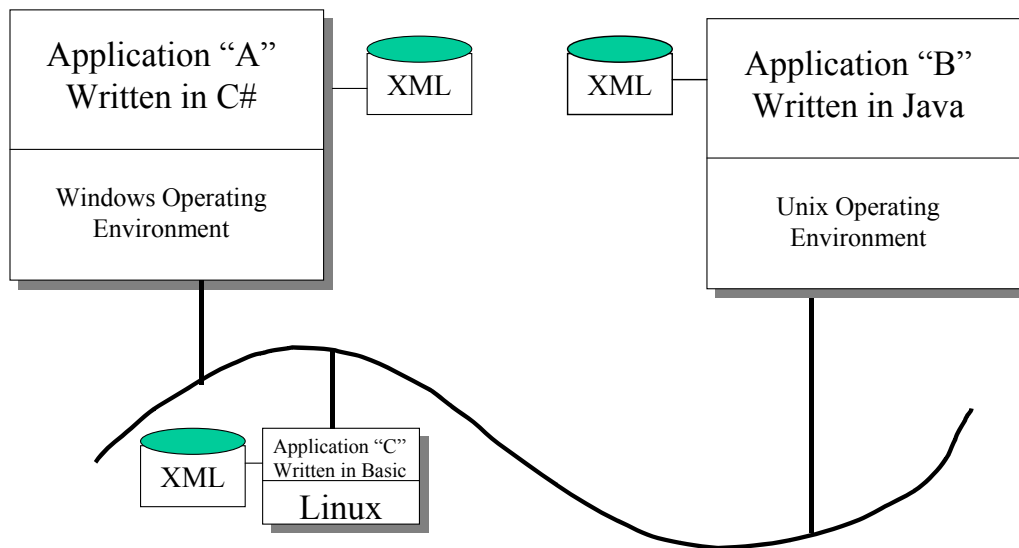 Application “A”
Written in C#
XML
Windows Operating
Environment
XML
Application “B”
Written in Java
Unix Operating
Environment
XML
Application “C”
Written in Basic
Linux